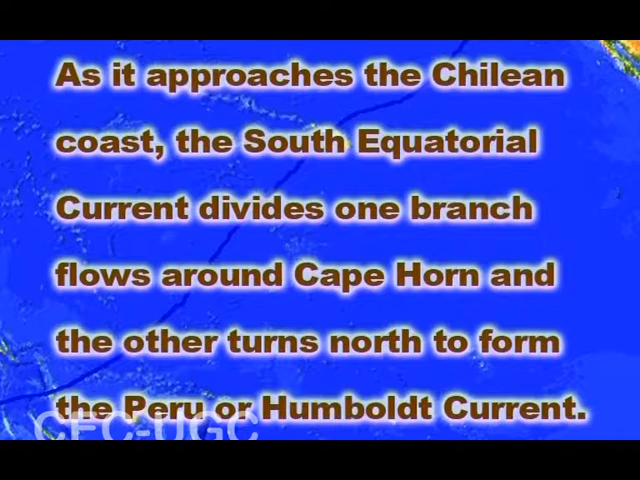 As it approaches the Chilean
coast, the South Equatorial
Current divides one branch
flows around Cape Horn and
the other turns north to form
the Peru or Humboldt Current.
CEC-UGC